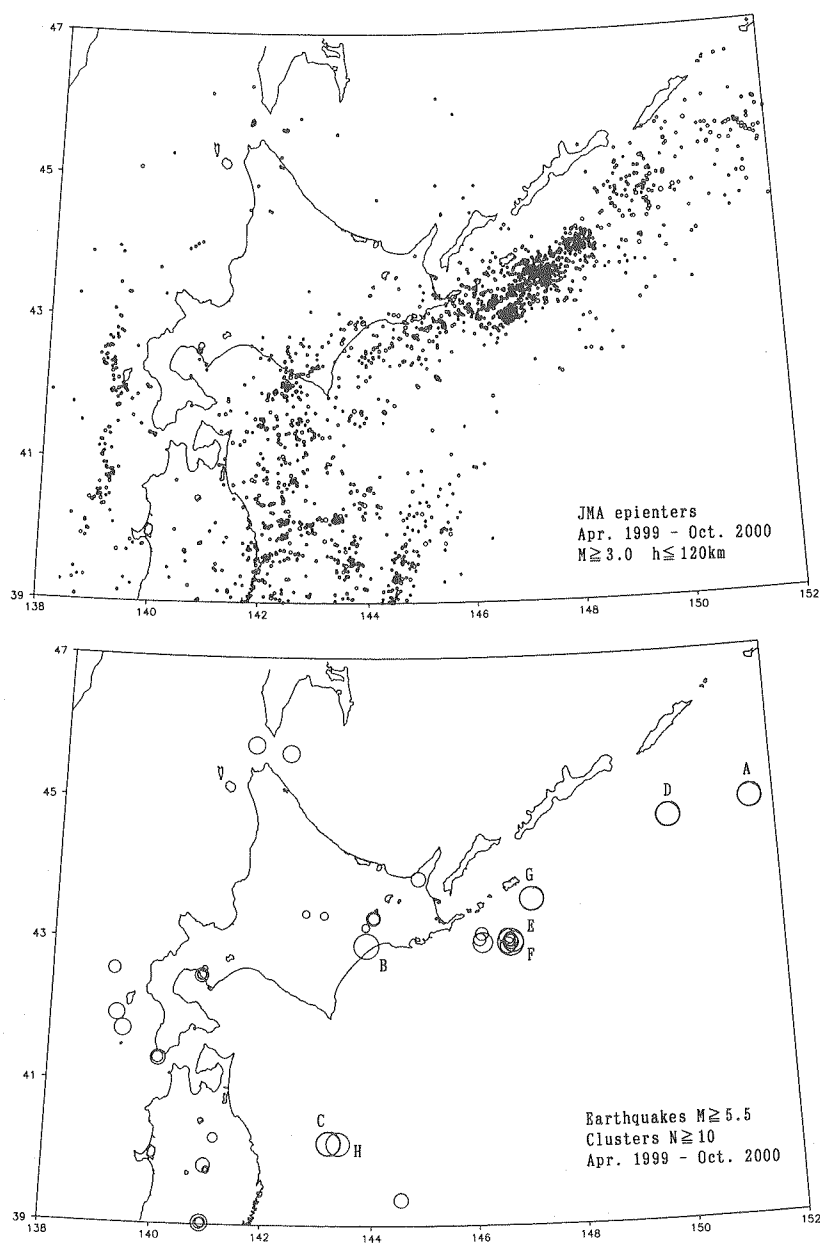 47
45
43
41
39
JMA epienters
Apr. 1999 - Oct. 2000
M≧3.0 h≦120km
138 140 142 144 146 148 150 152
47
45
43
41
39
A
D
G
E
F
B
C
H
Earthquakes M≧5.5
Clusters N≧10
Apr. 1999 - Oct. 2000
138 140 142 144 146 148 150 152